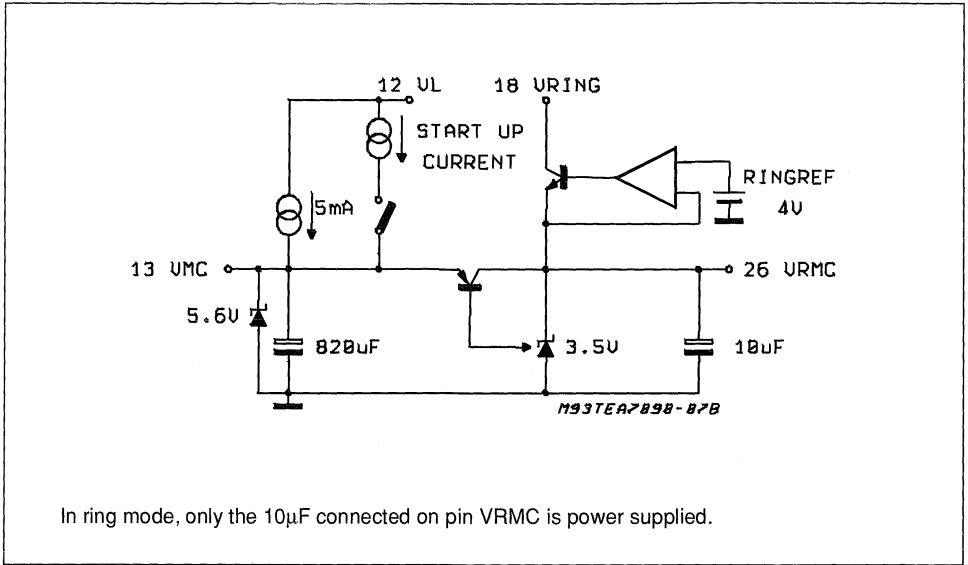 12 VL 18 VRING
START UP
CURRENT
RINGREF
4V
5mA
13 VMC
26 VRMC
5.6V
820uF
3.5V
10uF
M93TEA7090-07B
In ring mode, only the 10μF connected on pin VRMC is power supplied.